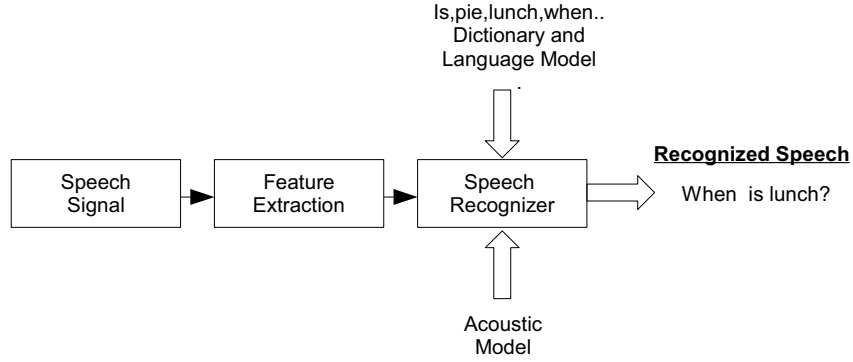 Is,pie,lunch,when..
Dictionary and
Language Model
.
Speech
Signal
Feature
Extraction
Speech
Recognizer
Recognized Speech
When is lunch?
Acoustic
Model